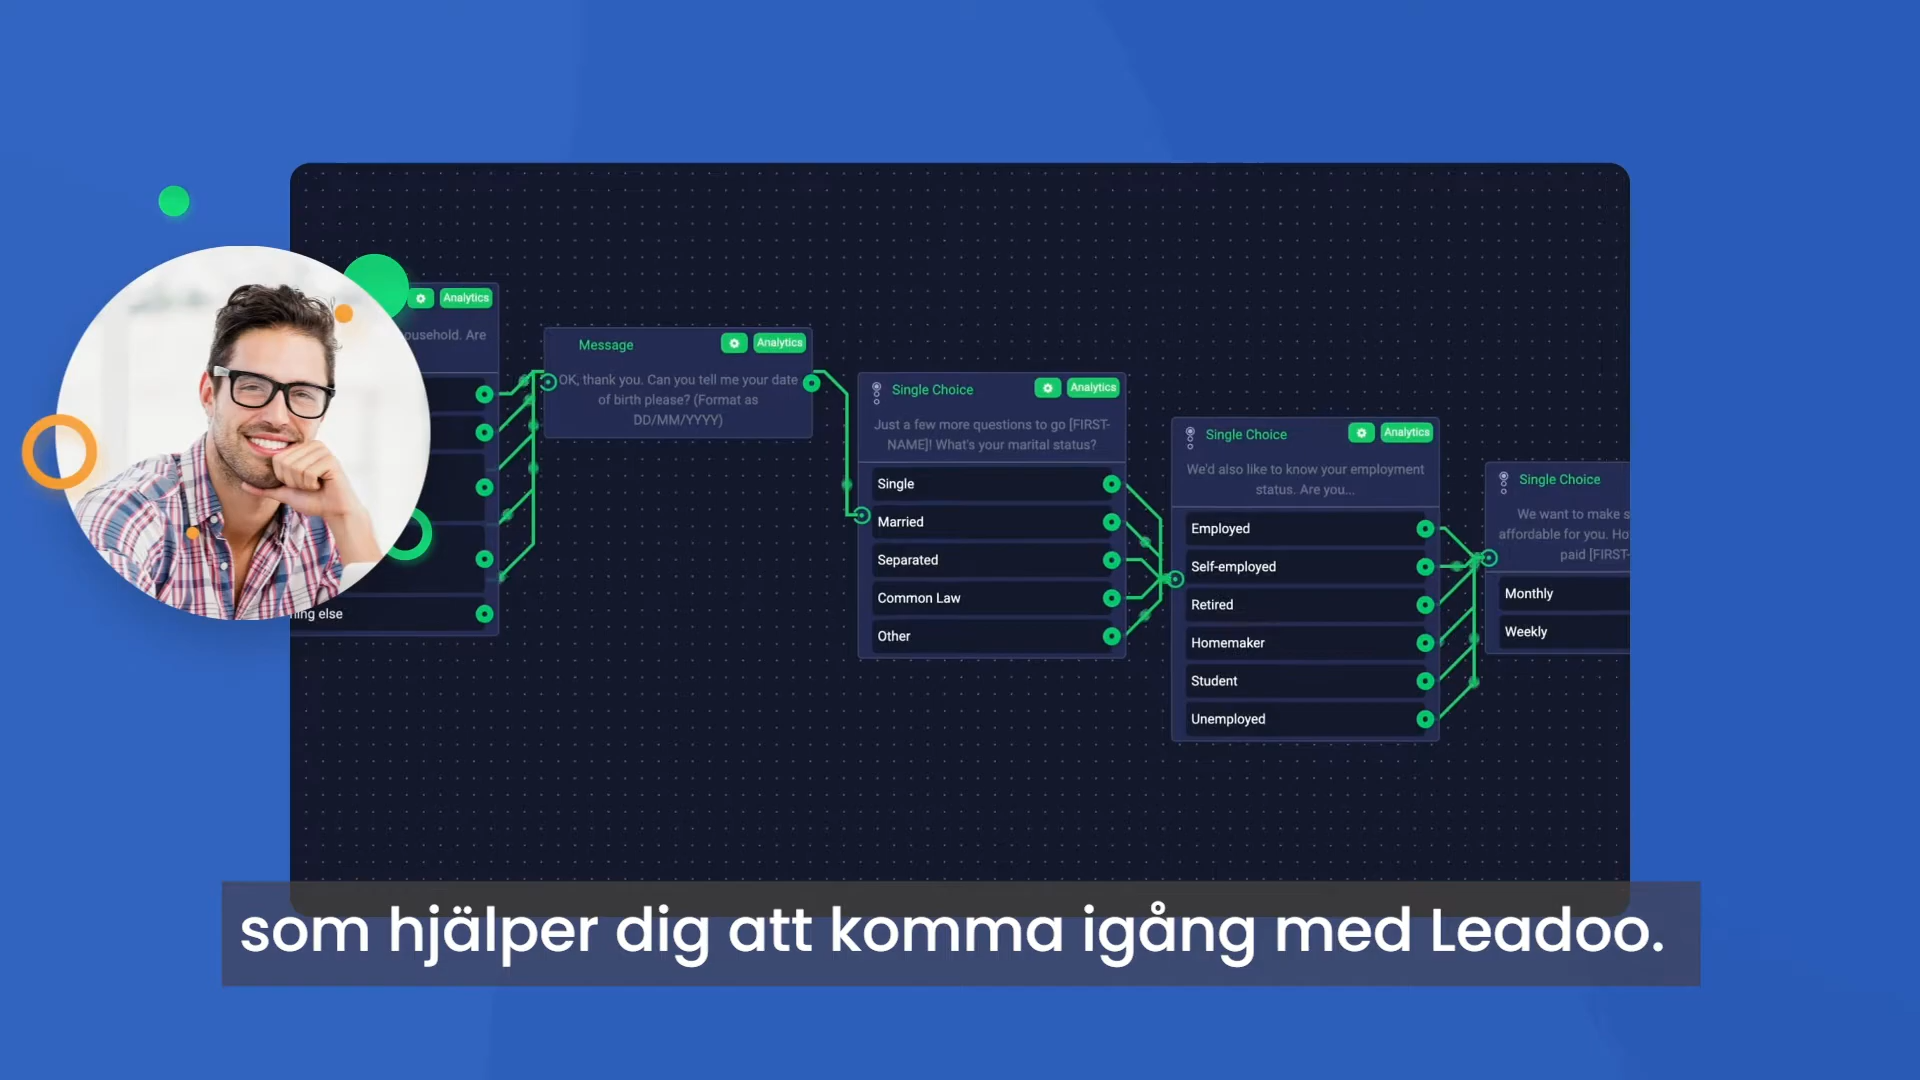 Analytics
ousehold. Are
ning else
Message
Analytics
OK, thank you. Can you tell me your date
of birth please? (Format as
DD/MM/YYYY)
Single Choice
Analytics
Just a few more questions to go [FIRST-
NAME]! What's your marital status?
Single
Married
Separated
Common Law
Other
Single Choice
Analytics
We'd also like to know your employment
status. Are you...
Employed
Self-employed
Retired
Homemaker
Student
Unemployed
Single Choice
We want to make s
affordable for you. Ho
paid [FIRST-
Monthly
Weekly
som hjälper dig att komma igång med Leadoo.